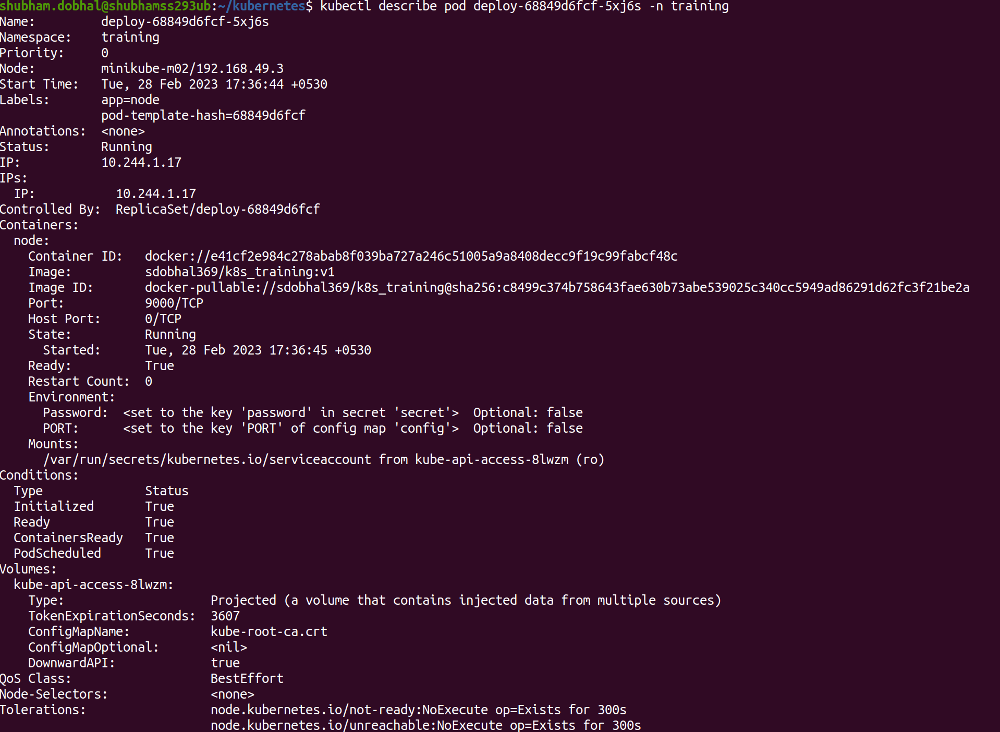 shubham.dobhal@shubhamss293ub:~/kubernetes$ kubectl describe pod deploy-68849d6fcf-5xj6s -n training
Name:         deploy-68849d6fcf-5xj6s
Namespace:    training
Priority:     0
Node:         minikube-m02/192.168.49.3
Start Time:   Tue, 28 Feb 2023 17:36:44 +0530
Labels:       app=node
              pod-template-hash=68849d6fcf
Annotations:  <none>
Status:       Running
IP:           10.244.1.17
IPs:
  IP:           10.244.1.17
Controlled By:  ReplicaSet/deploy-68849d6fcf
Containers:
  node:
    Container ID:   docker://e41cf2e984c278abab8f039ba727a246c51005a9a8408decc9f19c99fabcf48c
    Image:          sdobhal369/k8s_training:v1
    Image ID:       docker-pullable://sdobhal369/k8s_training@sha256:c8499c374b758643fae630b73abe539025c340cc5949ad86291d62fc3f21be2a
    Port:           9000/TCP
    Host Port:      0/TCP
    State:          Running
      Started:      Tue, 28 Feb 2023 17:36:45 +0530
    Ready:          True
    Restart Count:  0
    Environment:
      Password:  <set to the key 'password' in secret 'secret'>  Optional: false
      PORT:      <set to the key 'PORT' of config map 'config'>  Optional: false
    Mounts:
      /var/run/secrets/kubernetes.io/serviceaccount from kube-api-access-8lwzm (ro)
Conditions:
  Type              Status
  Initialized       True
  Ready             True
  ContainersReady   True
  PodScheduled      True
Volumes:
  kube-api-access-8lwzm:
    Type:                    Projected (a volume that contains injected data from multiple sources)
    TokenExpirationSeconds:  3607
    ConfigMapName:           kube-root-ca.crt
    ConfigMapOptional:       <nil>
    DownwardAPI:             true
QoS Class:                   BestEffort
Node-Selectors:              <none>
Tolerations:                 node.kubernetes.io/not-ready:NoExecute op=Exists for 300s
                             node.kubernetes.io/unreachable:NoExecute op=Exists for 300s